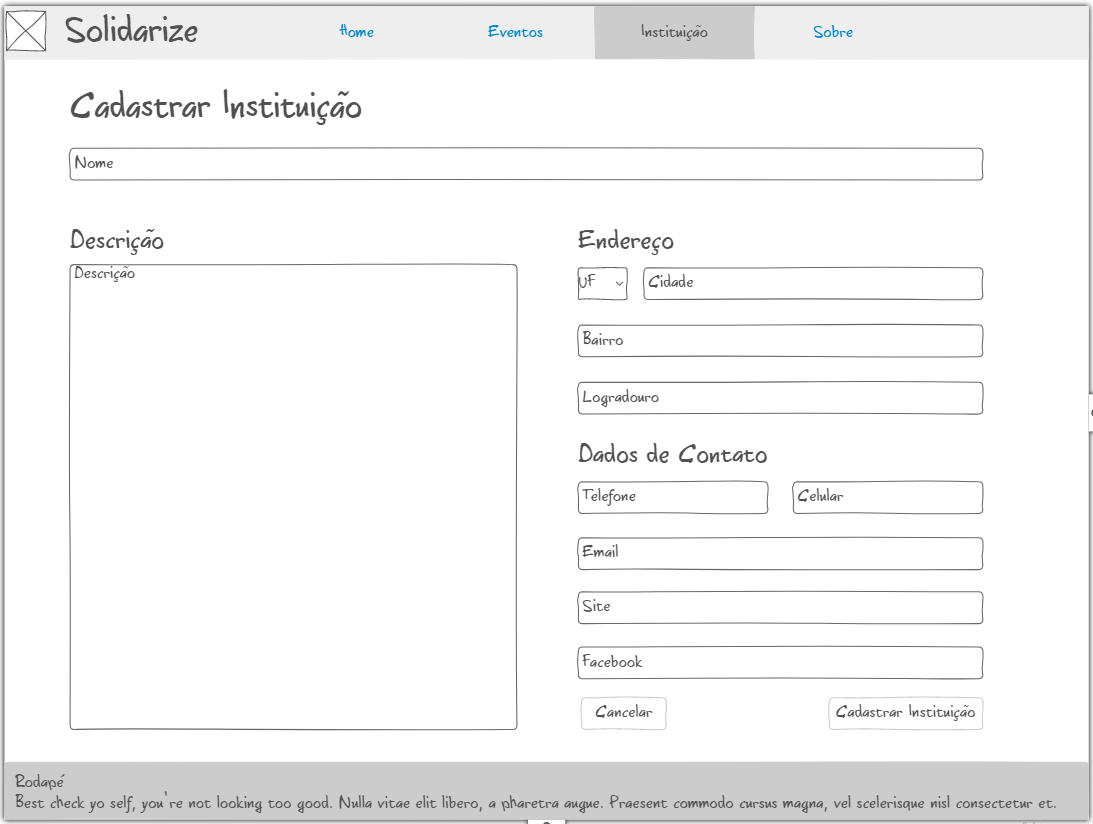 Solidarize
Home
Eventos
Instituição
Sobre
Cadastrar Instituição
Nome
Descrição
Descrição
Endereço
UF
Cidade
Bairro
Logradouro
Dados de Contato
Telefone
Celular
Email
Site
Facebook
Cancelar
Cadastrar Instituição
Rodapé
Best check yo self, you're not looking too good. Nulla vitae elit libero, a pharetra augue. Praesent commodo cursus magna, vel scelerisque nisl consectetur et.